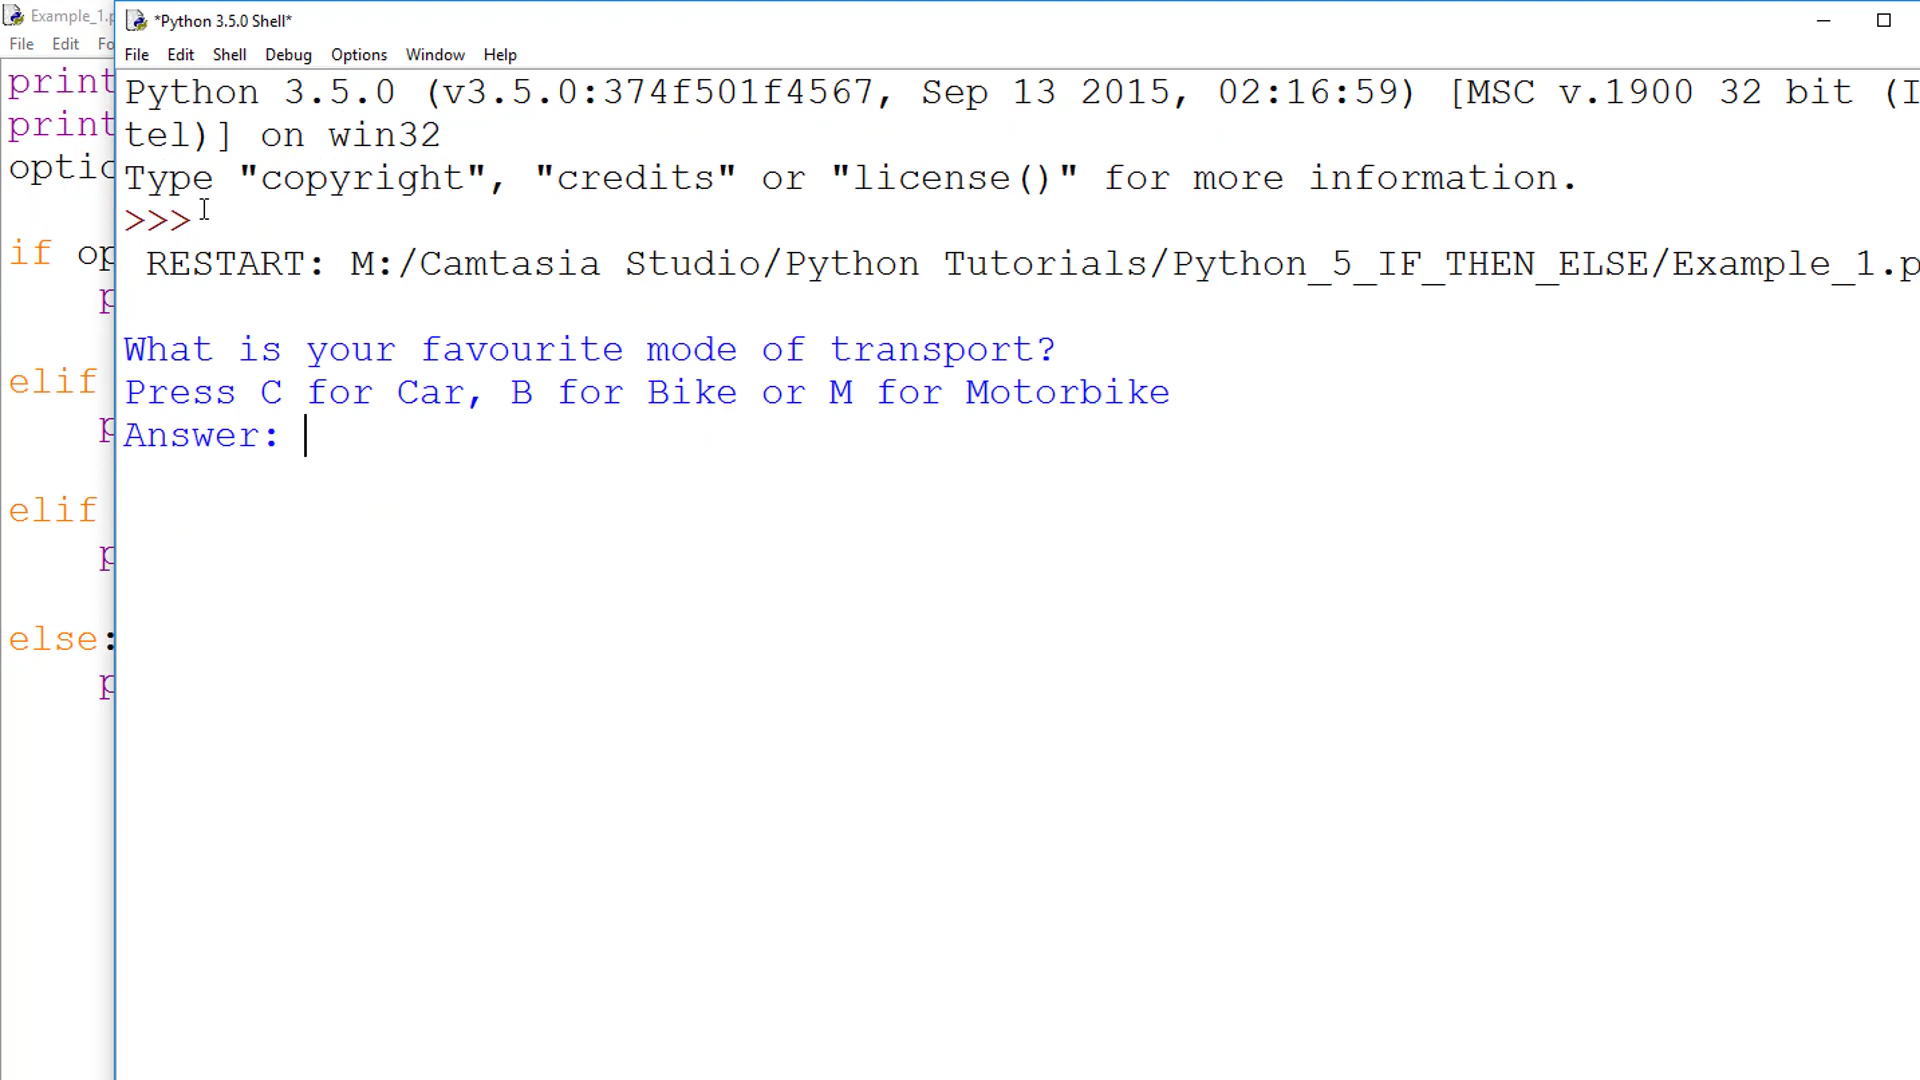 Example_1.p
File Edit Fo
print
print
optio
if op
p
elif
p
elif
p
else:
p
*Python 3.5.0 Shell*
File Edit Shell Debug Options Window Help
Python 3.5.0 (v3.5.0:374f501f4567, Sep 13 2015, 02:16:59) [MSC v.1900 32 bit (I
tel)] on win32
Type "copyright", "credits" or "license()" for more information.
>>>
RESTART: M:/Camtasia Studio/Python Tutorials/Python_5_IF_THEN_ELSE/Example_1.p
What is your favourite mode of transport?
Press C for Car, B for Bike or M for Motorbike
Answer: